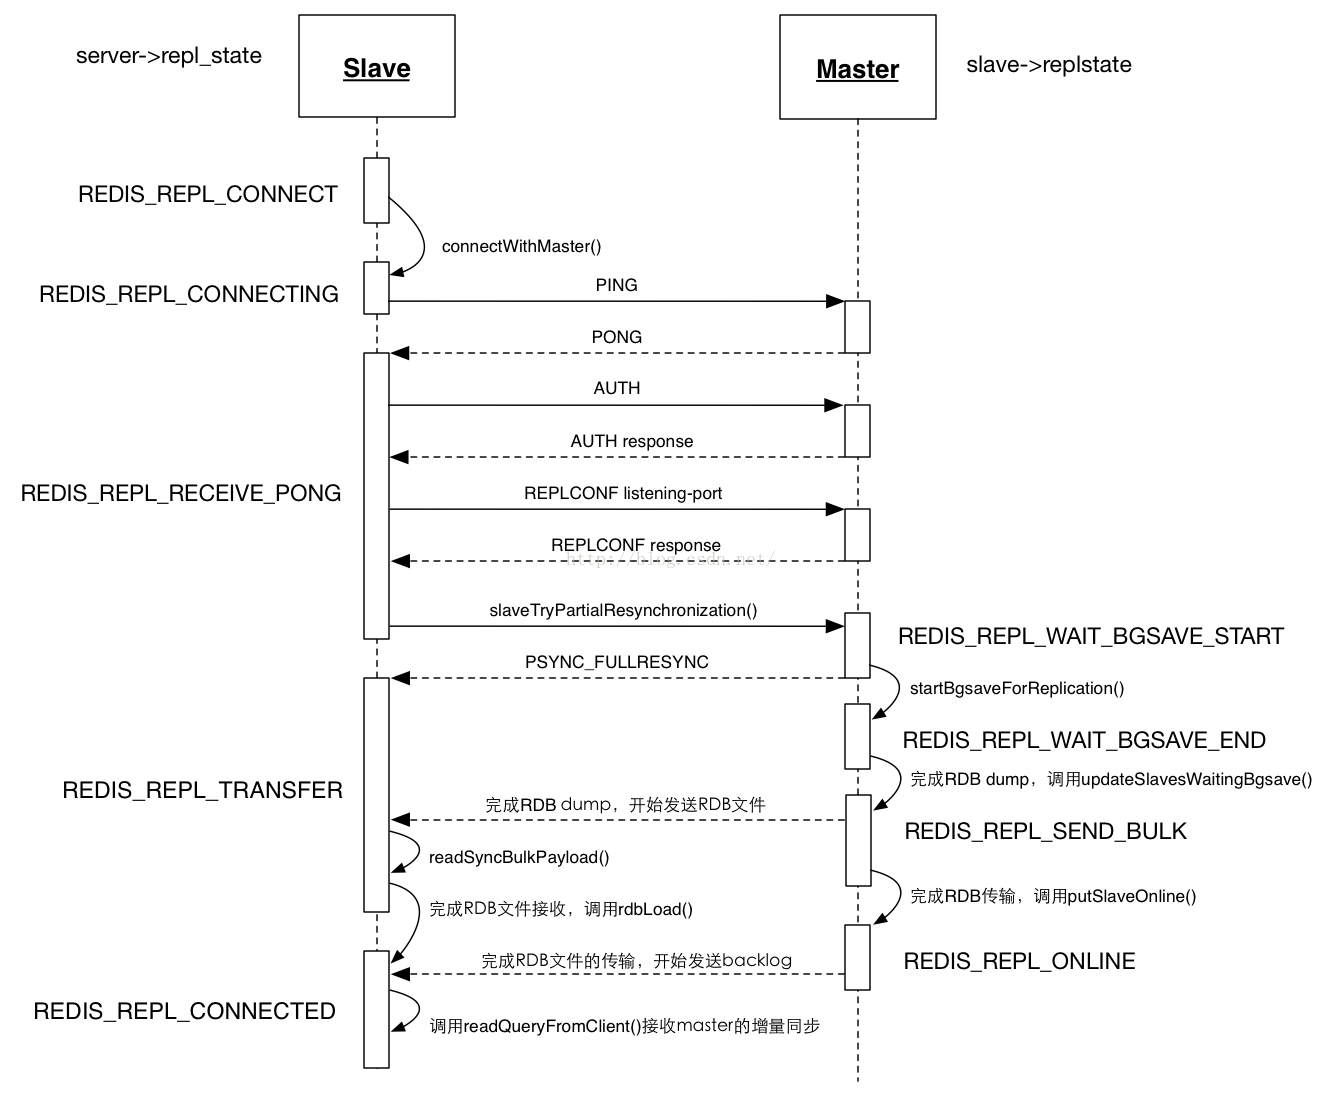 server->repl_state
Slave
Master
slave->replstate
REDIS_REPL_CONNECT
connectWithMaster()
REDIS_REPL_CONNECTING
PING
PONG
AUTH
AUTH response
REDIS_REPL_RECEIVE_PONG
REPLCONF listening-port
REPLCONF response
http://blog.csdn.net/
slaveTryPartialResynchronization()
REDIS_REPL_WAIT_BGSAVE_START
PSYNC_FULLRESYNC
startBgsaveForReplication()
REDIS_REPL_WAIT_BGSAVE_END
完成RDB dump，调用updateSlavesWaitingBgsave()
REDIS_REPL_TRANSFER
完成RDB dump，开始发送RDB文件
REDIS_REPL_SEND_BULK
readSyncBulkPayload()
完成RDB传输，调用putSlaveOnline()
完成RDB文件接收，调用rdbLoad()
完成RDB文件的传输，开始发送backlog
REDIS_REPL_ONLINE
REDIS_REPL_CONNECTED
调用readQueryFromClient()接收master的增量同步